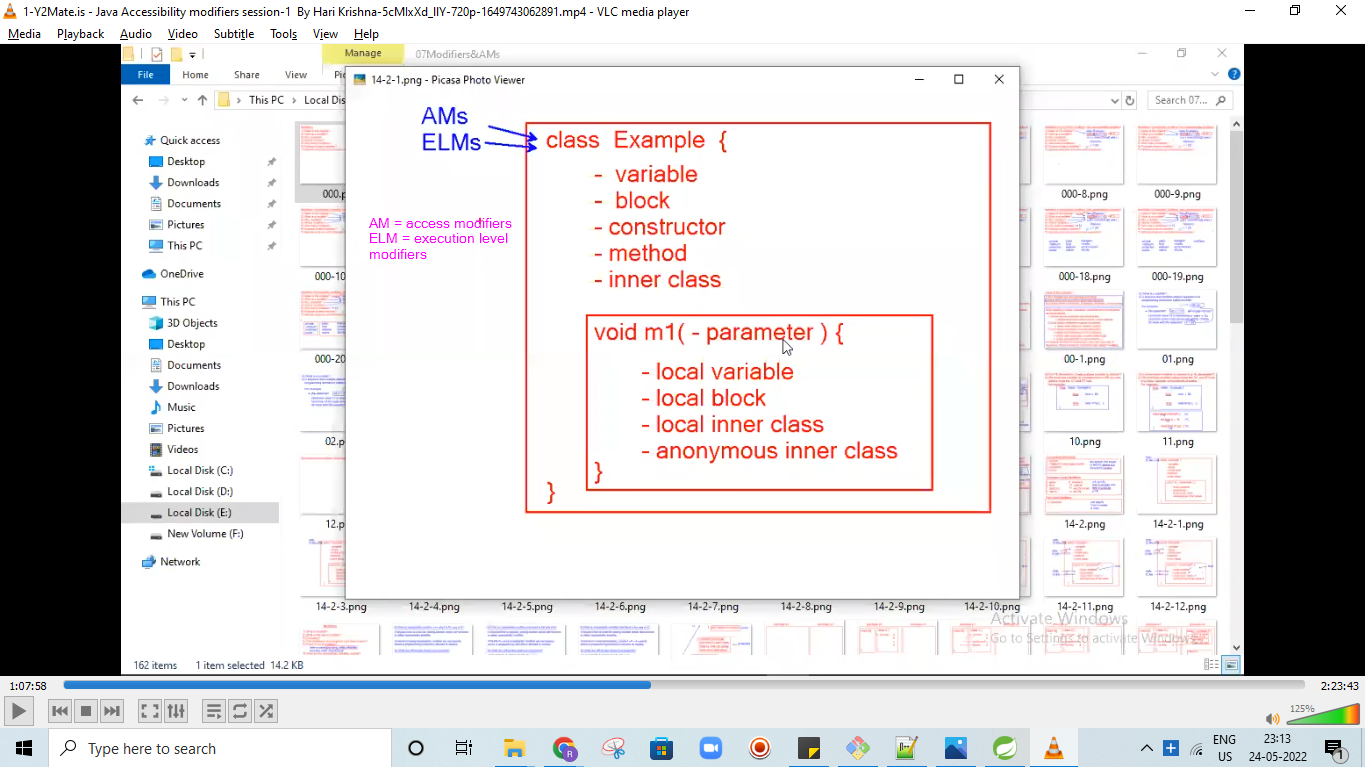 1-Y2Mate.is - Java Accessibility modifiers session-1 By Hari Krishna-5cMlxXd_IIY-720p-1649743062891.mp4 - VLC media player
Media Playback Audio Video Subtitle Tools View Help
Manage 07Modifiers&AMs
File Home Share View
14-2-1.png - Picasa Photo Viewer
This PC Local Dis
Search 07...
Quick access
Desktop
Downloads
Documents
Pictures
This PC
OneDrive
This PC
3D Objects
Desktop
Documents
Downloads
Music
Pictures
Videos
Local Disk (C:)
Local Disk (D:)
Local Disk (E:)
New Volume (F:)
Network
AMs
ELMs
AM = access modifiers
ELM = execution level
modifiers
class Example {
- variable
- block
- constructor
- method
- inner class
void m1( - parameter ) {
- local variable
- local block
- local inner class
- anonymous inner class
}
}
000.p
000-8.png 000-9.png
000-10
000-18.png 000-19.png
000-20
00-1.png 01.png
02.p
10.png 11.png
12.p
14-2.png 14-2-1.png
14-2-3.png 14-2-4.png 14-2-5.png 14-2-6.png 14-2-7.png 14-2-8.png 14-2-9.png 14-2-10.png 14-2-11.png 14-2-12.png
Activate Windows
Go to Settings to activate Windows.
162 items 1 item selected 14.2 KB
1:07:58 2:23:43
125%
Type here to search
ENG
US
23:13
24-05-2022
1